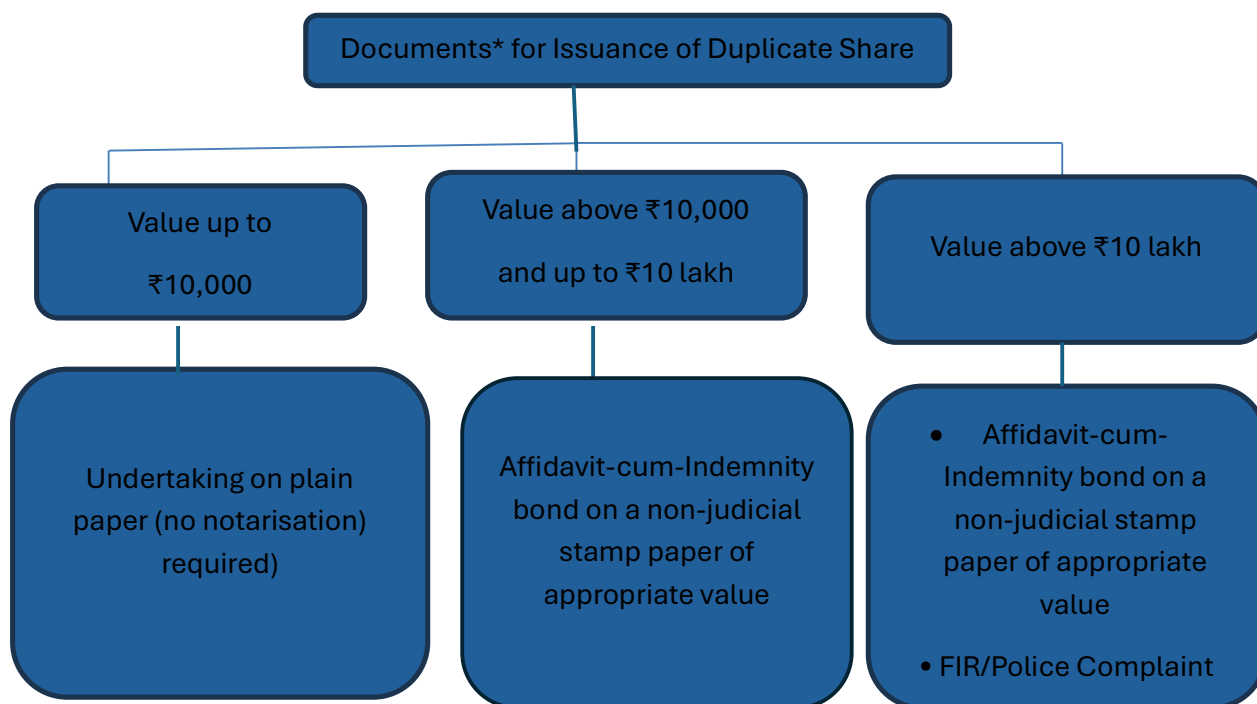 Documents* for Issuance of Duplicate Share
Value up to
₹10,000
Value above ₹10,000
and up to ₹10 lakh
Value above ₹10 lakh
Undertaking on plain
paper (no notarisation)
required)
Affidavit-cum-Indemnity
bond on a non-judicial
stamp paper of
appropriate value
• Affidavit-cum-
Indemnity bond on a
non-judicial stamp
paper of appropriate
value
• FIR/Police Complaint